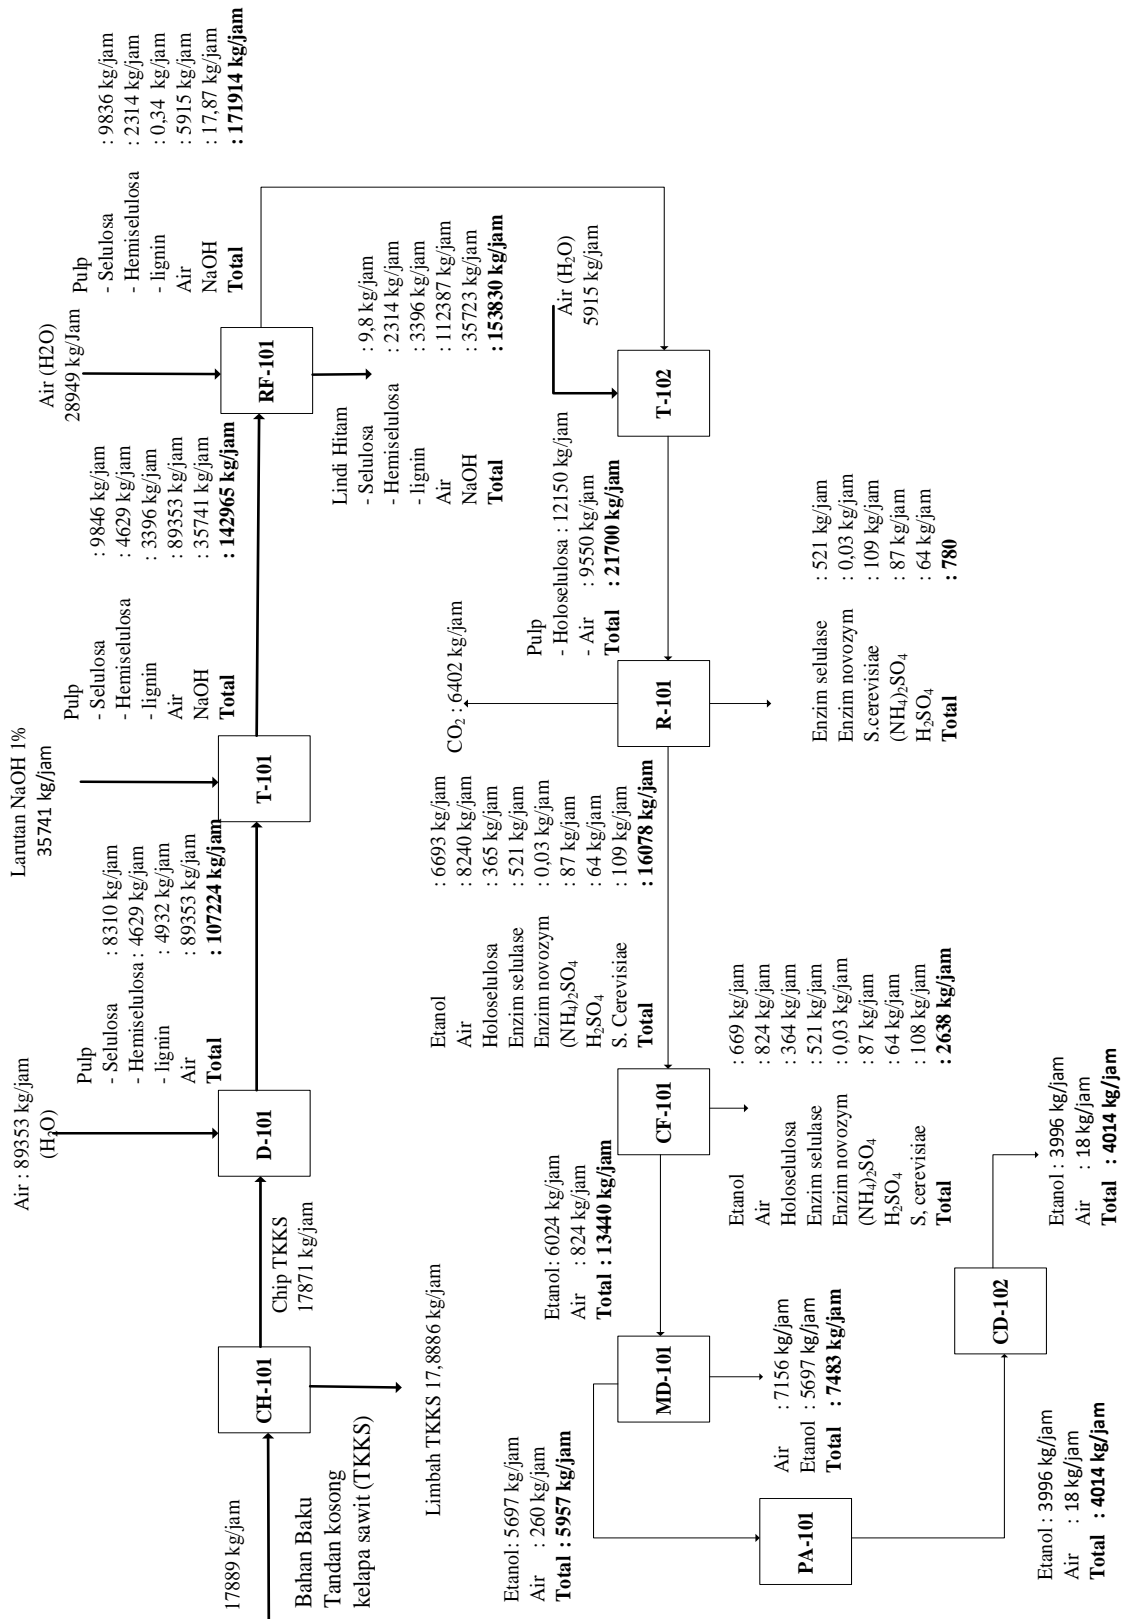 17889 kg/jam
Bahan Baku
Tandan kosong
kelapa sawit (TKKS)
CH-101
Limbah TKKS 17,8886 kg/jam
Chip TKKS
17871 kg/jam
Air : 89353 kg/jam
(H₂O)
D-101
Pulp
- Selulosa : 8310 kg/jam
- Hemiselulosa : 4629 kg/jam
- lignin : 4932 kg/jam
Air : 89353 kg/jam
Total : 107224 kg/jam
Larutan NaOH 1%
35741 kg/jam
T-101
Pulp
- Selulosa : 9846 kg/jam
- Hemiselulosa : 4629 kg/jam
- lignin : 3396 kg/jam
Air : 89353 kg/jam
NaOH : 35741 kg/jam
Total : 142965 kg/jam
Air (H2O)
28949 kg/Jam
RF-101
Pulp
- Selulosa : 9836 kg/jam
- Hemiselulosa : 2314 kg/jam
- lignin : 0,34 kg/jam
Air : 5915 kg/jam
NaOH : 17,87 kg/jam
Total : 171914 kg/jam
Lindi Hitam
- Selulosa : 9,8 kg/jam
- Hemiselulosa : 2314 kg/jam
- lignin : 3396 kg/jam
Air : 112387 kg/jam
NaOH : 35723 kg/jam
Total : 153830 kg/jam
Air (H₂O)
5915 kg/jam
T-102
Pulp
- Holoselulosa : 12150 kg/jam
- Air : 9550 kg/jam
Total : 21700 kg/jam
CO₂ : 6402 kg/jam
R-101
Enzim selulase : 521 kg/jam
Enzim novozym : 0,03 kg/jam
S.cerevisiae : 109 kg/jam
(NH₄)₂SO₄ : 87 kg/jam
H₂SO₄ : 64 kg/jam
Total : 780
Etanol : 6693 kg/jam
Air : 8240 kg/jam
Holoselulosa : 365 kg/jam
Enzim selulase : 521 kg/jam
Enzim novozym : 0,03 kg/jam
(NH₄)₂SO₄ : 87 kg/jam
H₂SO₄ : 64 kg/jam
S. Cerevisiae : 109 kg/jam
Total : 16078 kg/jam
CF-101
Etanol : 669 kg/jam
Air : 824 kg/jam
Holoselulosa : 364 kg/jam
Enzim selulase : 521 kg/jam
Enzim novozym : 0,03 kg/jam
(NH₄)₂SO₄ : 87 kg/jam
H₂SO₄ : 64 kg/jam
S, cerevisiae : 108 kg/jam
Total : 2638 kg/jam
Etanol : 6024 kg/jam
Air : 824 kg/jam
Total : 13440 kg/jam
MD-101
Air : 7156 kg/jam
Etanol : 5697 kg/jam
Total : 7483 kg/jam
Etanol : 5697 kg/jam
Air : 260 kg/jam
Total : 5957 kg/jam
PA-101
Etanol : 3996 kg/jam
Air : 18 kg/jam
Total : 4014 kg/jam
CD-102
Etanol : 3996 kg/jam
Air : 18 kg/jam
Total : 4014 kg/jam